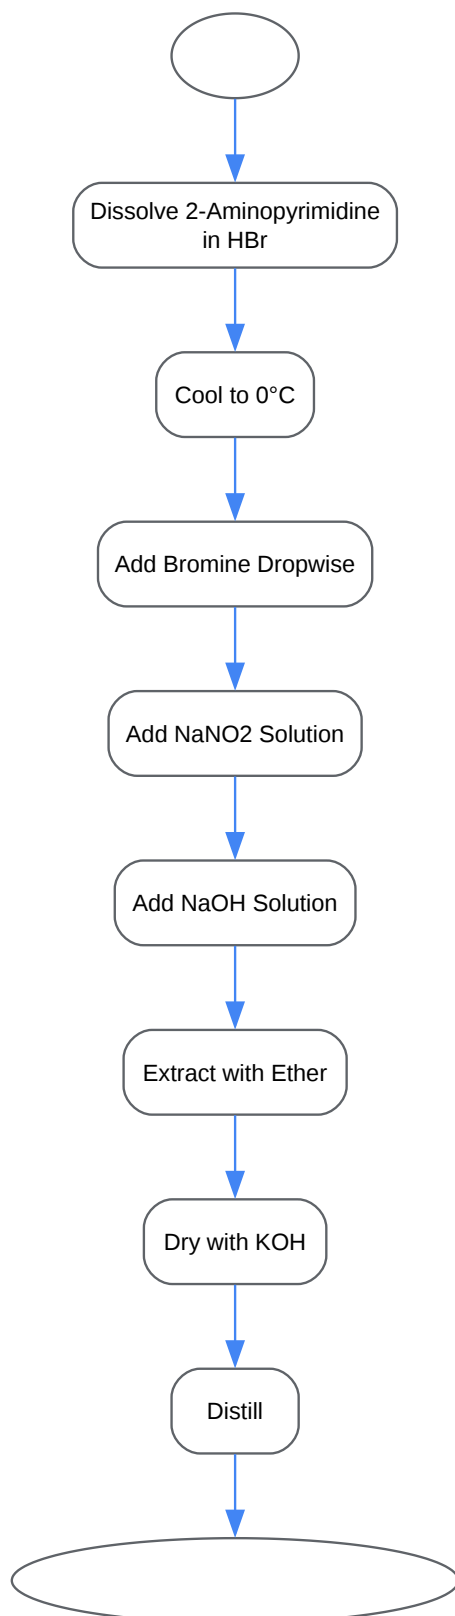 Dissolve 2-Aminopyrimidine
in HBr
Cool to 0°C
Add Bromine Dropwise
Add NaNO2 Solution
Add NaOH Solution
Extract with Ether
Dry with KOH
Distill